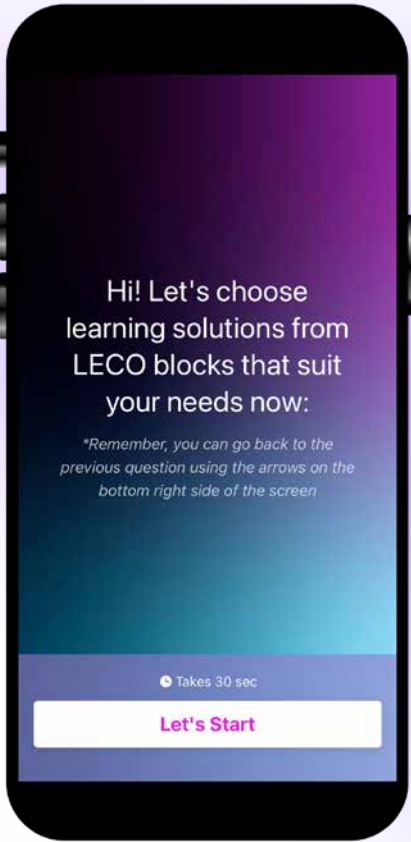 Hi! Let's choose
learning solutions from
LECO blocks that suit
your needs now:
*Remember, you can go back to the
previous question using the arrows on the
bottom right side of the screen
Takes 30 sec
Let's Start